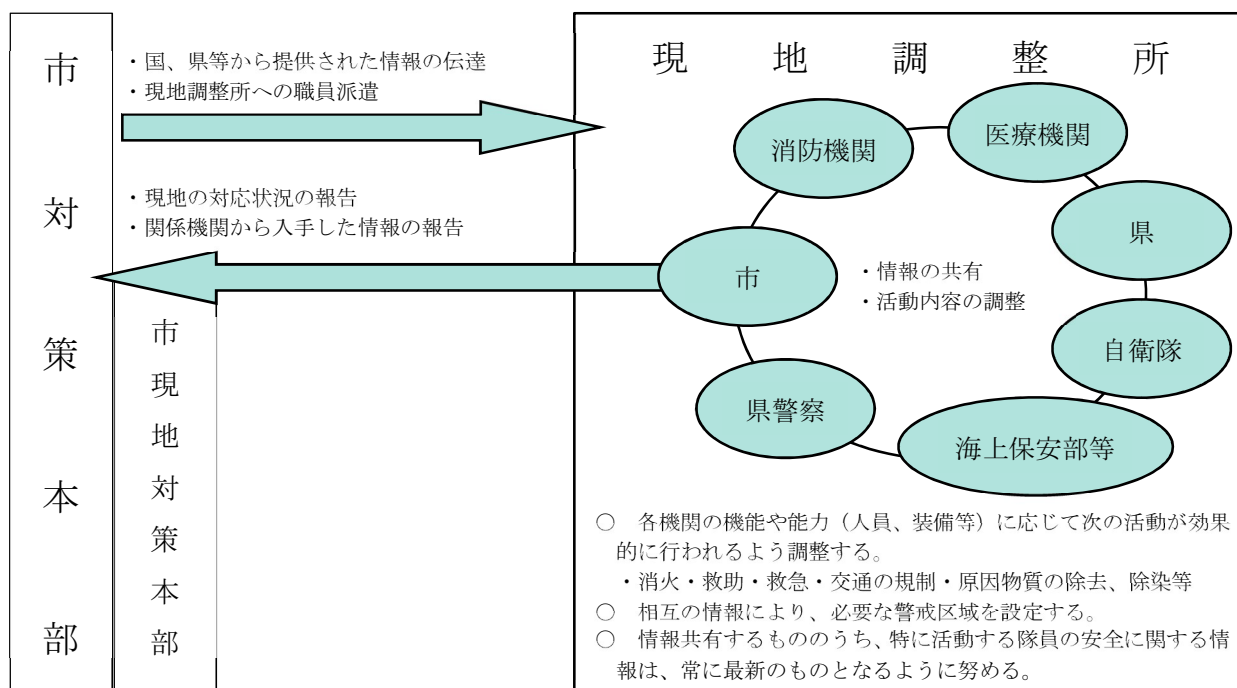 市対策本部
・国、県等から提供された情報の伝達
・現地調整所への職員派遣
・現地の対応状況の報告
・関係機関から入手した情報の報告
市現地対策本部
現地調整所
消防機関
医療機関
県
市
・情報の共有
・活動内容の調整
自衛隊
県警察
海上保安部等
○ 各機関の機能や能力（人員、装備等）に応じて次の活動が効果
的に行われるよう調整する。
・消火・救助・救急・交通の規制・原因物質の除去、除染等
○ 相互の情報により、必要な警戒区域を設定する。
○ 情報共有するもののうち、特に活動する隊員の安全に関する情
報は、常に最新のものとなるように努める。